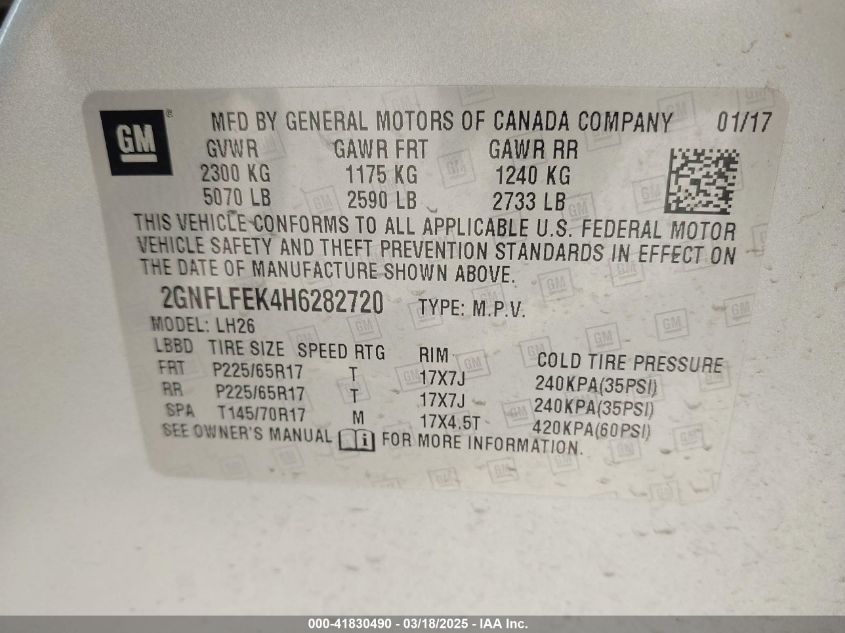 GM® MFD BY GENERAL MOTORS OF CANADA COMPANY 01/17
GVWR GAWR FRT GAWR RR
2300 KG 1175 KG 1240 KG
5070 LB 2590 LB 2733 LB
THIS VEHICLE CONFORMS TO ALL APPLICABLE U.S. FEDERAL MOTOR
VEHICLE SAFETY AND THEFT PREVENTION STANDARDS IN EFFECT ON
THE DATE OF MANUFACTURE SHOWN ABOVE.
2GNFLFEK4H6282720 TYPE: M.P.V.
MODEL: LH26
LBBD TIRE SIZE SPEED RTG RIM COLD TIRE PRESSURE
FRT P225/65R17 T 17X7J 240KPA(35PSI)
RR P225/65R17 T 17X7J 240KPA(35PSI)
SPA T145/70R17 M 17X4.5T 420KPA(60PSI)
SEE OWNER'S MANUAL i FOR MORE INFORMATION.
000-41830490 - 03/18/2025 - IAA Inc.